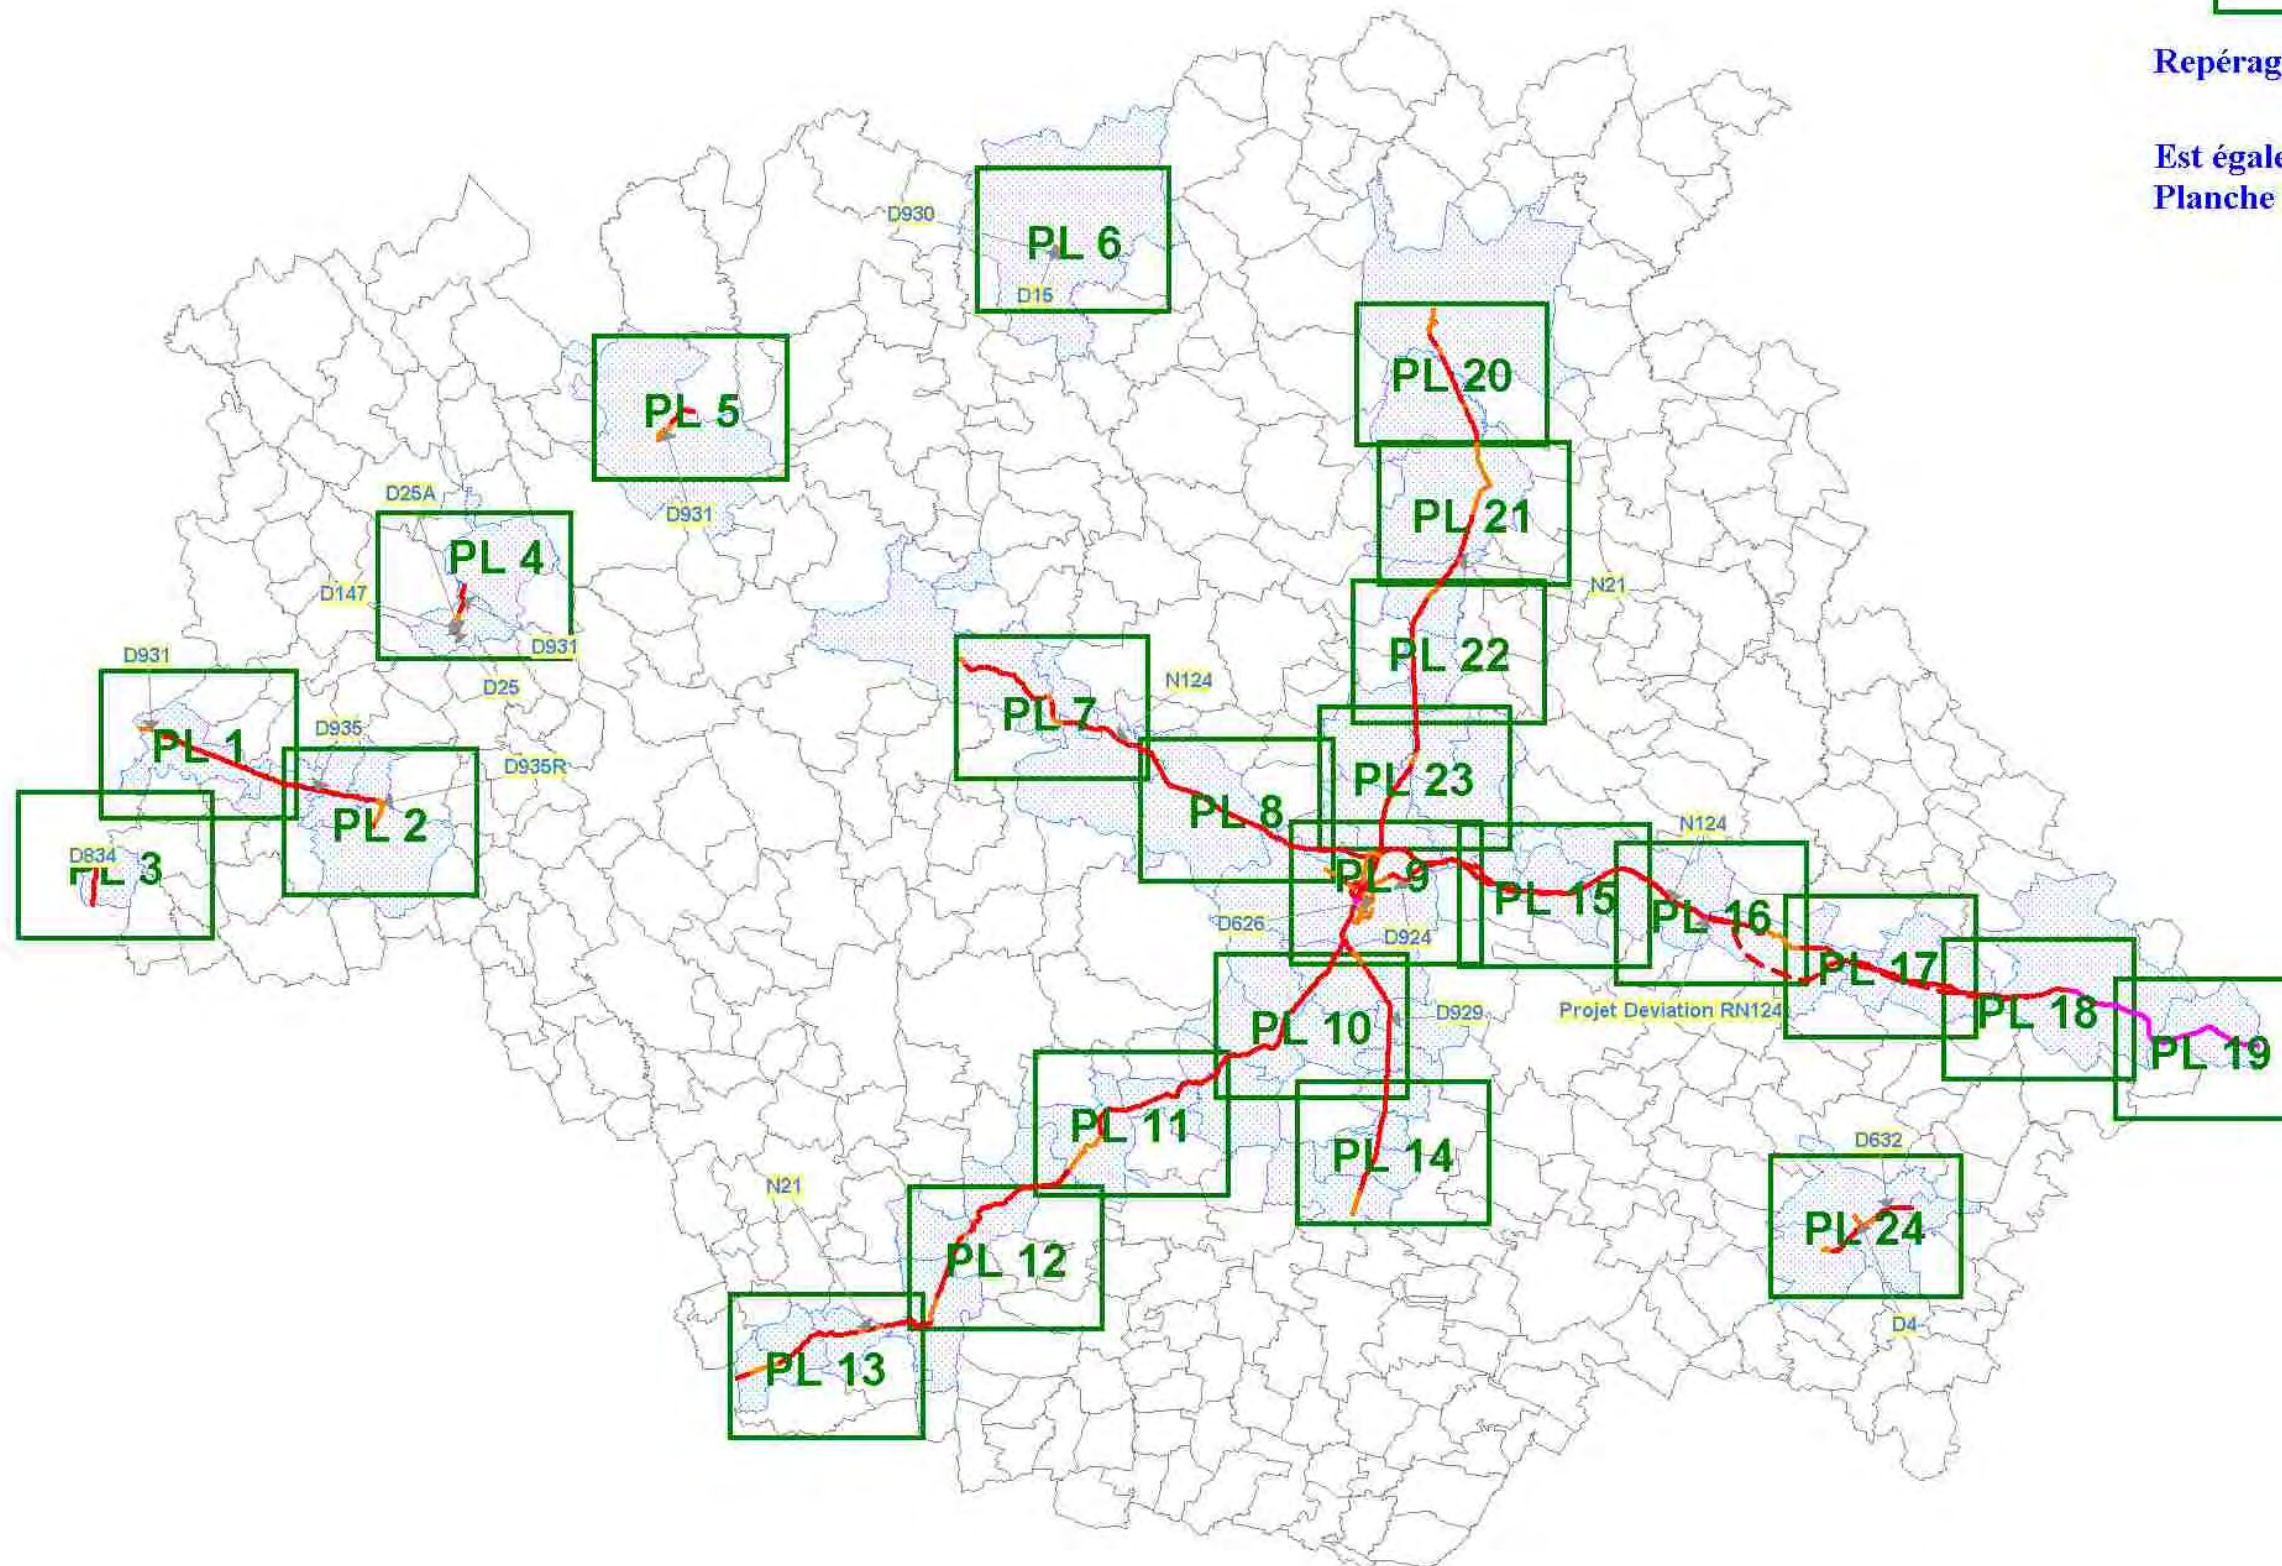 Repérag
Est égale
Planche
D930
PL 6
D15
PL 20
PL 5
D931
D25A
PL 4
D147
D931
D25
PL 21
N21
PL 22
D931
PL 1
D935
D935R
PL 2
D834
PL 3
N124
PL 7
PL 8
PL 23
PL 9
D626
D924
PL 15
N124
PL 16
Projet Deviation RN124
PL 17
PL 18
PL 19
PL 10
D929
PL 11
PL 14
N21
PL 12
PL 13
D632
PL 24
D4